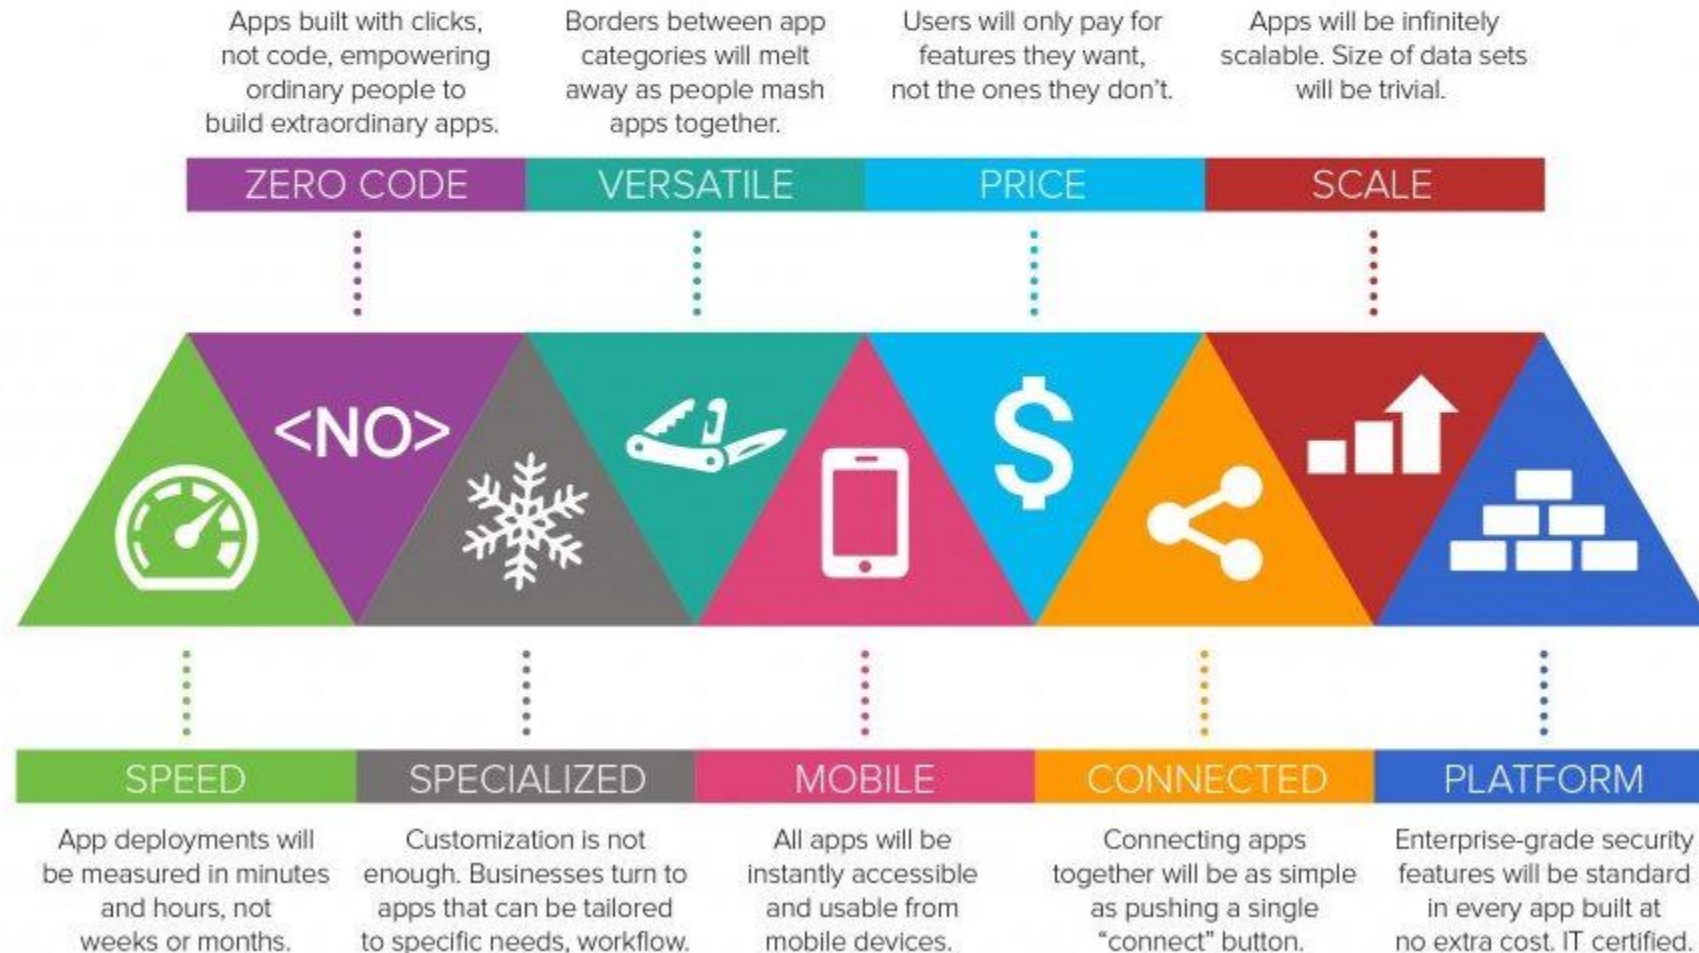 Apps built with clicks,
not code, empowering
ordinary people to
build extraordinary apps.
Borders between app
categories will melt
away as people mash
apps together.
Users will only pay for
features they want,
not the ones they don't.
Apps will be infinitely
scalable. Size of data sets
will be trivial.
ZERO CODE
VERSATILE
PRICE
SCALE
<NO>
$
SPEED
SPECIALIZED
MOBILE
CONNECTED
PLATFORM
App deployments will
be measured in minutes
and hours, not
weeks or months.
Customization is not
enough. Businesses turn to
apps that can be tailored
to specific needs, workflow.
All apps will be
instantly accessible
and usable from
mobile devices.
Connecting apps
together will be as simple
as pushing a single
"connect" button.
Enterprise-grade security
features will be standard
in every app built at
no extra cost. IT certified.